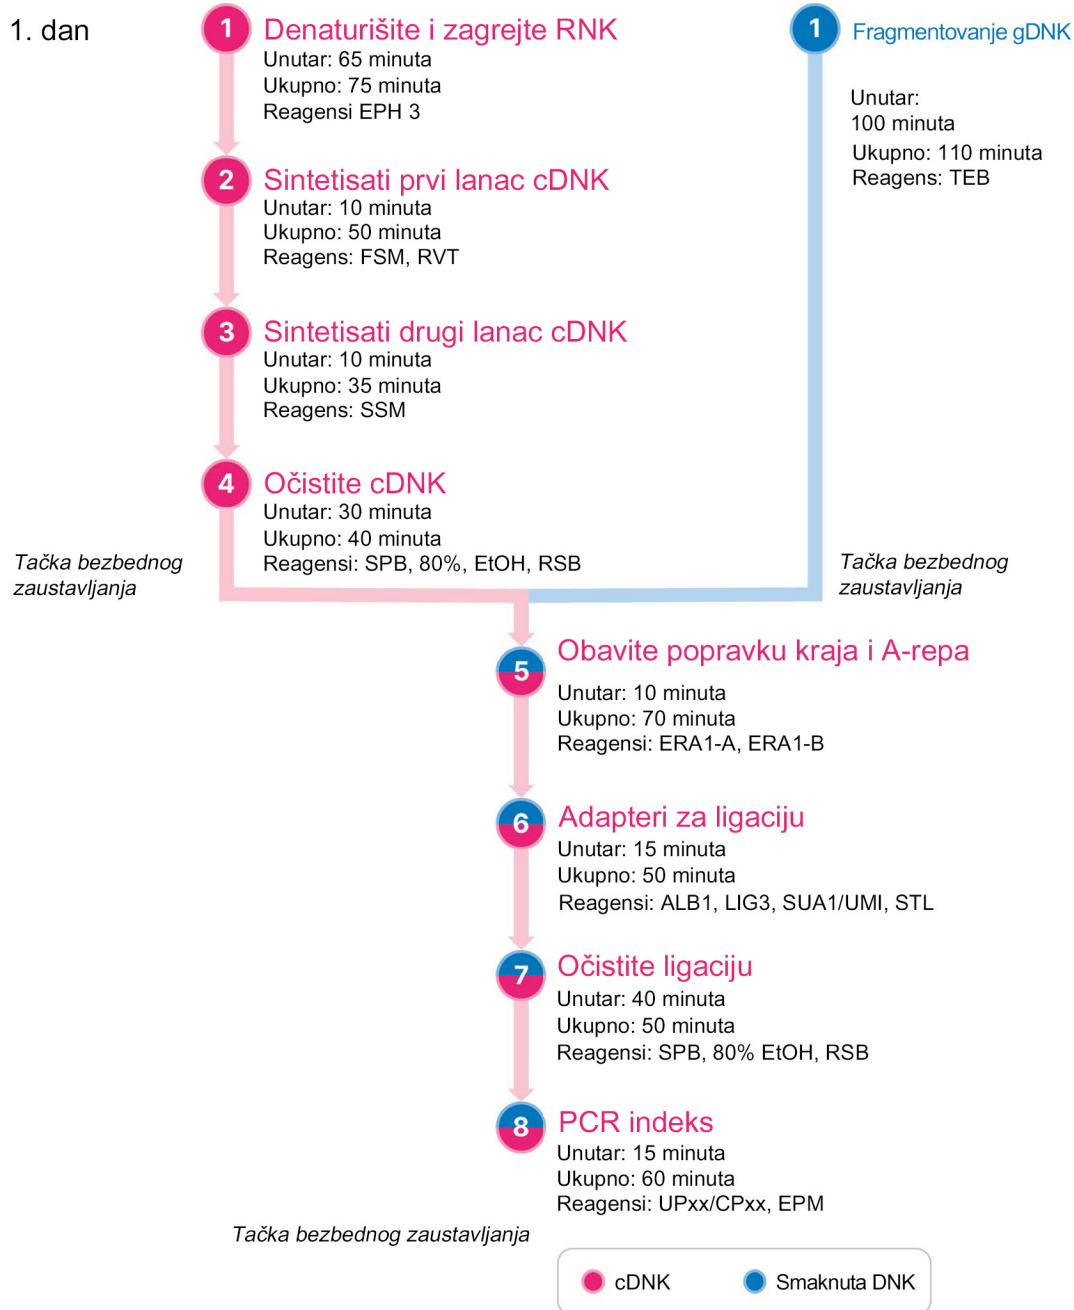 1. dan
1
Denaturišite i zagrejte RNK
Unutar: 65 minuta
Ukupno: 75 minuta
Reagensi EPH 3
1
Fragmentovanje gDNK
Unutar:
100 minuta
Ukupno: 110 minuta
Reagens: TEB
2
Sintetisati prvi lanac cDNK
Unutar: 10 minuta
Ukupno: 50 minuta
Reagens: FSM, RVT
3
Sintetisati drugi lanac cDNK
Unutar: 10 minuta
Ukupno: 35 minuta
Reagens: SSM
4
Očistite cDNK
Unutar: 30 minuta
Ukupno: 40 minuta
Reagensi: SPB, 80%, EtOH, RSB
Tačka bezbednog
zaustavljanja
Tačka bezbednog
zaustavljanja
5
Obavite popravku kraja i A-repa
Unutar: 10 minuta
Ukupno: 70 minuta
Reagensi: ERA1-A, ERA1-B
6
Adapteri za ligaciju
Unutar: 15 minuta
Ukupno: 50 minuta
Reagensi: ALB1, LIG3, SUA1/UMI, STL
7
Očistite ligaciju
Unutar: 40 minuta
Ukupno: 50 minuta
Reagensi: SPB, 80% EtOH, RSB
8
PCR indeks
Unutar: 15 minuta
Ukupno: 60 minuta
Reagensi: UPxx/CPxx, EPM
Tačka bezbednog zaustavljanja
cDNK
Smaknuta DNK